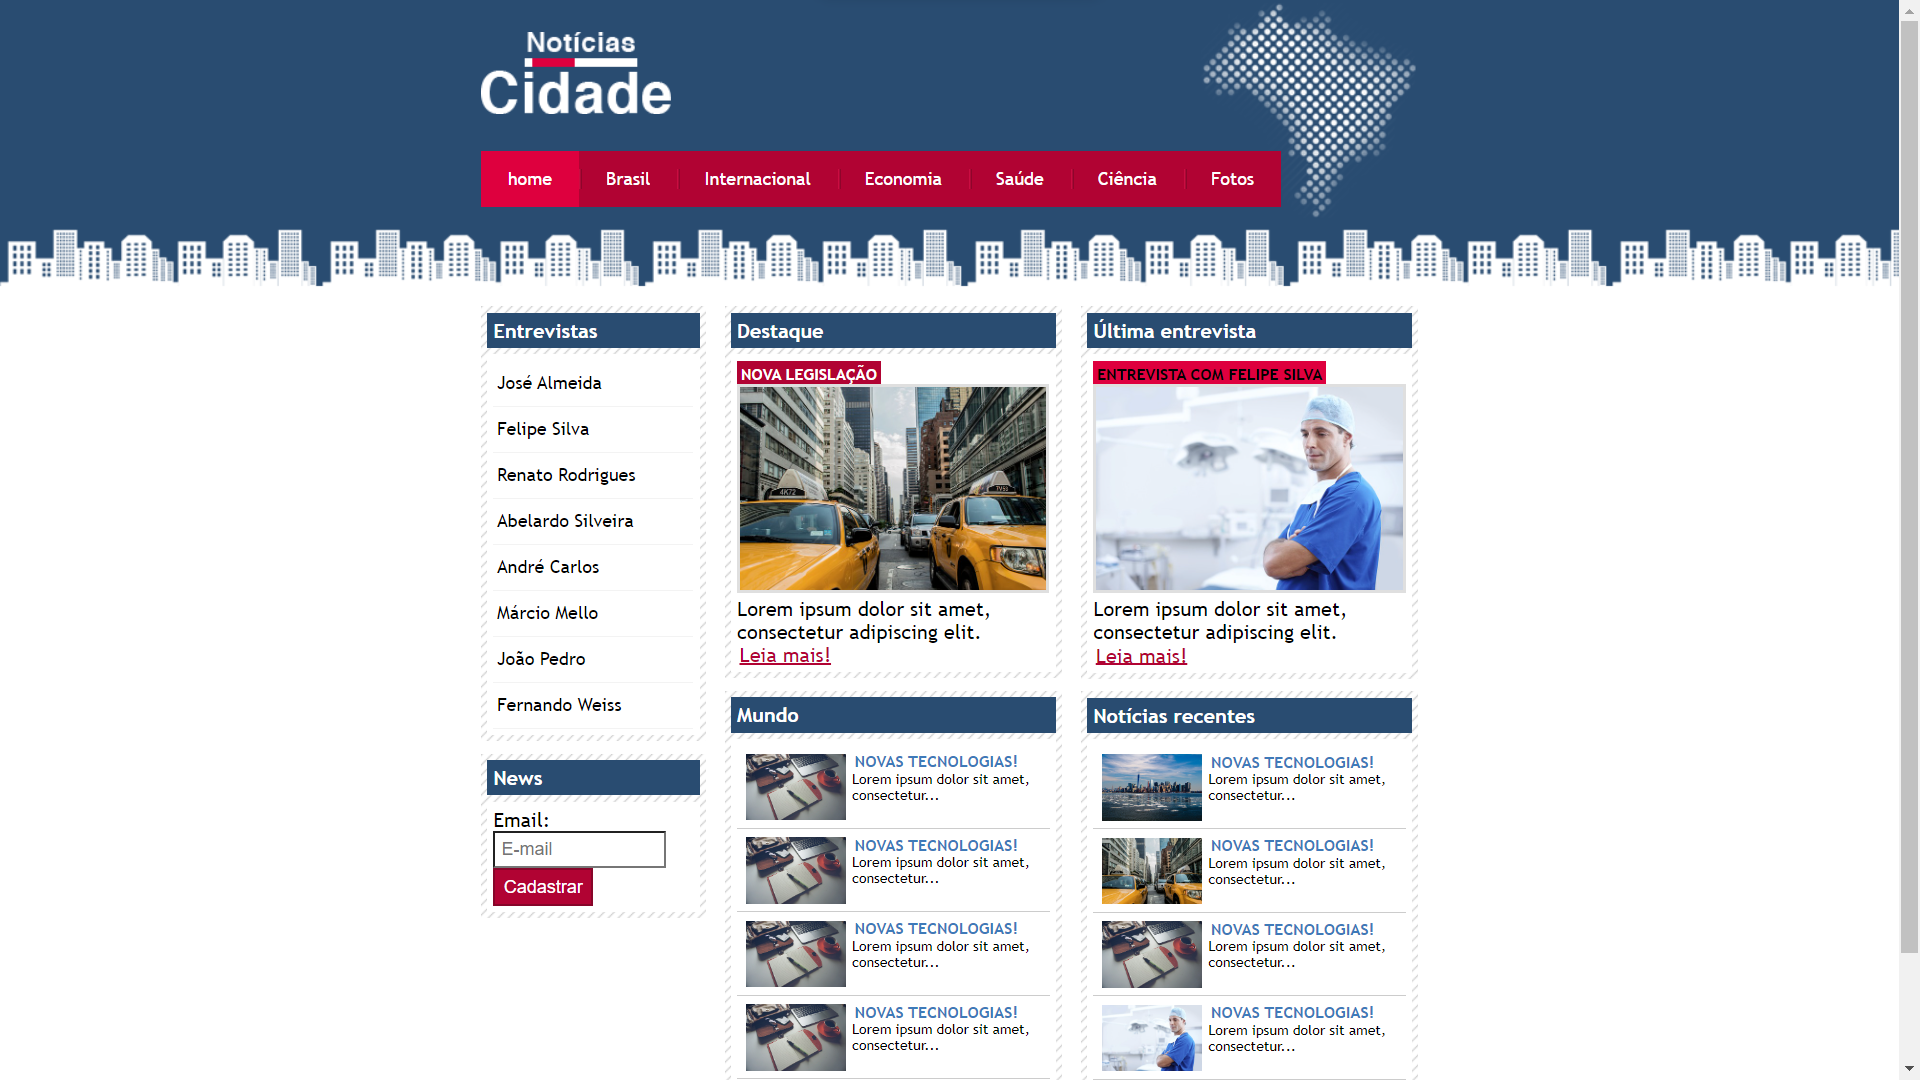 Notícias
Cidade
home
Brasil
Internacional
Economia
Saúde
Ciência
Fotos
Entrevistas
José Almeida
Felipe Silva
Renato Rodrigues
Abelardo Silveira
André Carlos
Márcio Mello
João Pedro
Fernando Weiss
News
Email:
E-mail
Cadastrar
Destaque
NOVA LEGISLAÇÃO
4K72
7V53
Lorem ipsum dolor sit amet,
consectetur adipiscing elit.
Leia mais!
Última entrevista
ENTREVISTA COM FELIPE SILVA
Lorem ipsum dolor sit amet,
consectetur adipiscing elit.
Leia mais!
Mundo
NOVAS TECNOLOGIAS!
Lorem ipsum dolor sit amet,
consectetur...
NOVAS TECNOLOGIAS!
Lorem ipsum dolor sit amet,
consectetur...
NOVAS TECNOLOGIAS!
Lorem ipsum dolor sit amet,
consectetur...
NOVAS TECNOLOGIAS!
Lorem ipsum dolor sit amet,
consectetur...
Notícias recentes
NOVAS TECNOLOGIAS!
Lorem ipsum dolor sit amet,
consectetur...
NOVAS TECNOLOGIAS!
Lorem ipsum dolor sit amet,
consectetur...
NOVAS TECNOLOGIAS!
Lorem ipsum dolor sit amet,
consectetur...
NOVAS TECNOLOGIAS!
Lorem ipsum dolor sit amet,
consectetur...